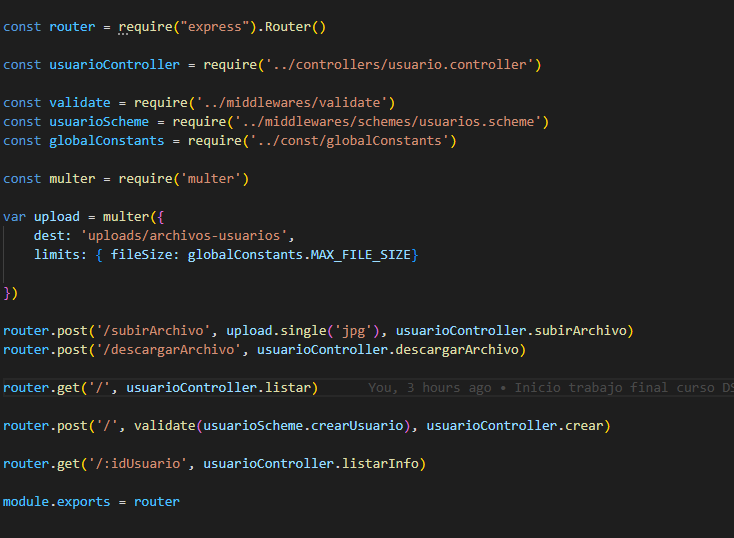 const router = require("express").Router()
const usuarioController = require('../controllers/usuario.controller')
const validate = require('../middlewares/validate')
const usuarioScheme = require('../middlewares/schemes/usuarios.scheme')
const globalConstants = require('../const/globalConstants')
const multer = require('multer')
var upload = multer({
    dest: 'uploads/archivos-usuarios',
    limits: { fileSize: globalConstants.MAX_FILE_SIZE}
})
router.post('/subirArchivo', upload.single('jpg'), usuarioController.subirArchivo)
router.post('/descargarArchivo', usuarioController.descargarArchivo)
router.get('/', usuarioController.listar) You, 3 hours ago • Inicio trabajo final curso DS
router.post('/', validate(usuarioScheme.crearUsuario), usuarioController.crear)
router.get('/:idUsuario', usuarioController.listarInfo)
module.exports = router